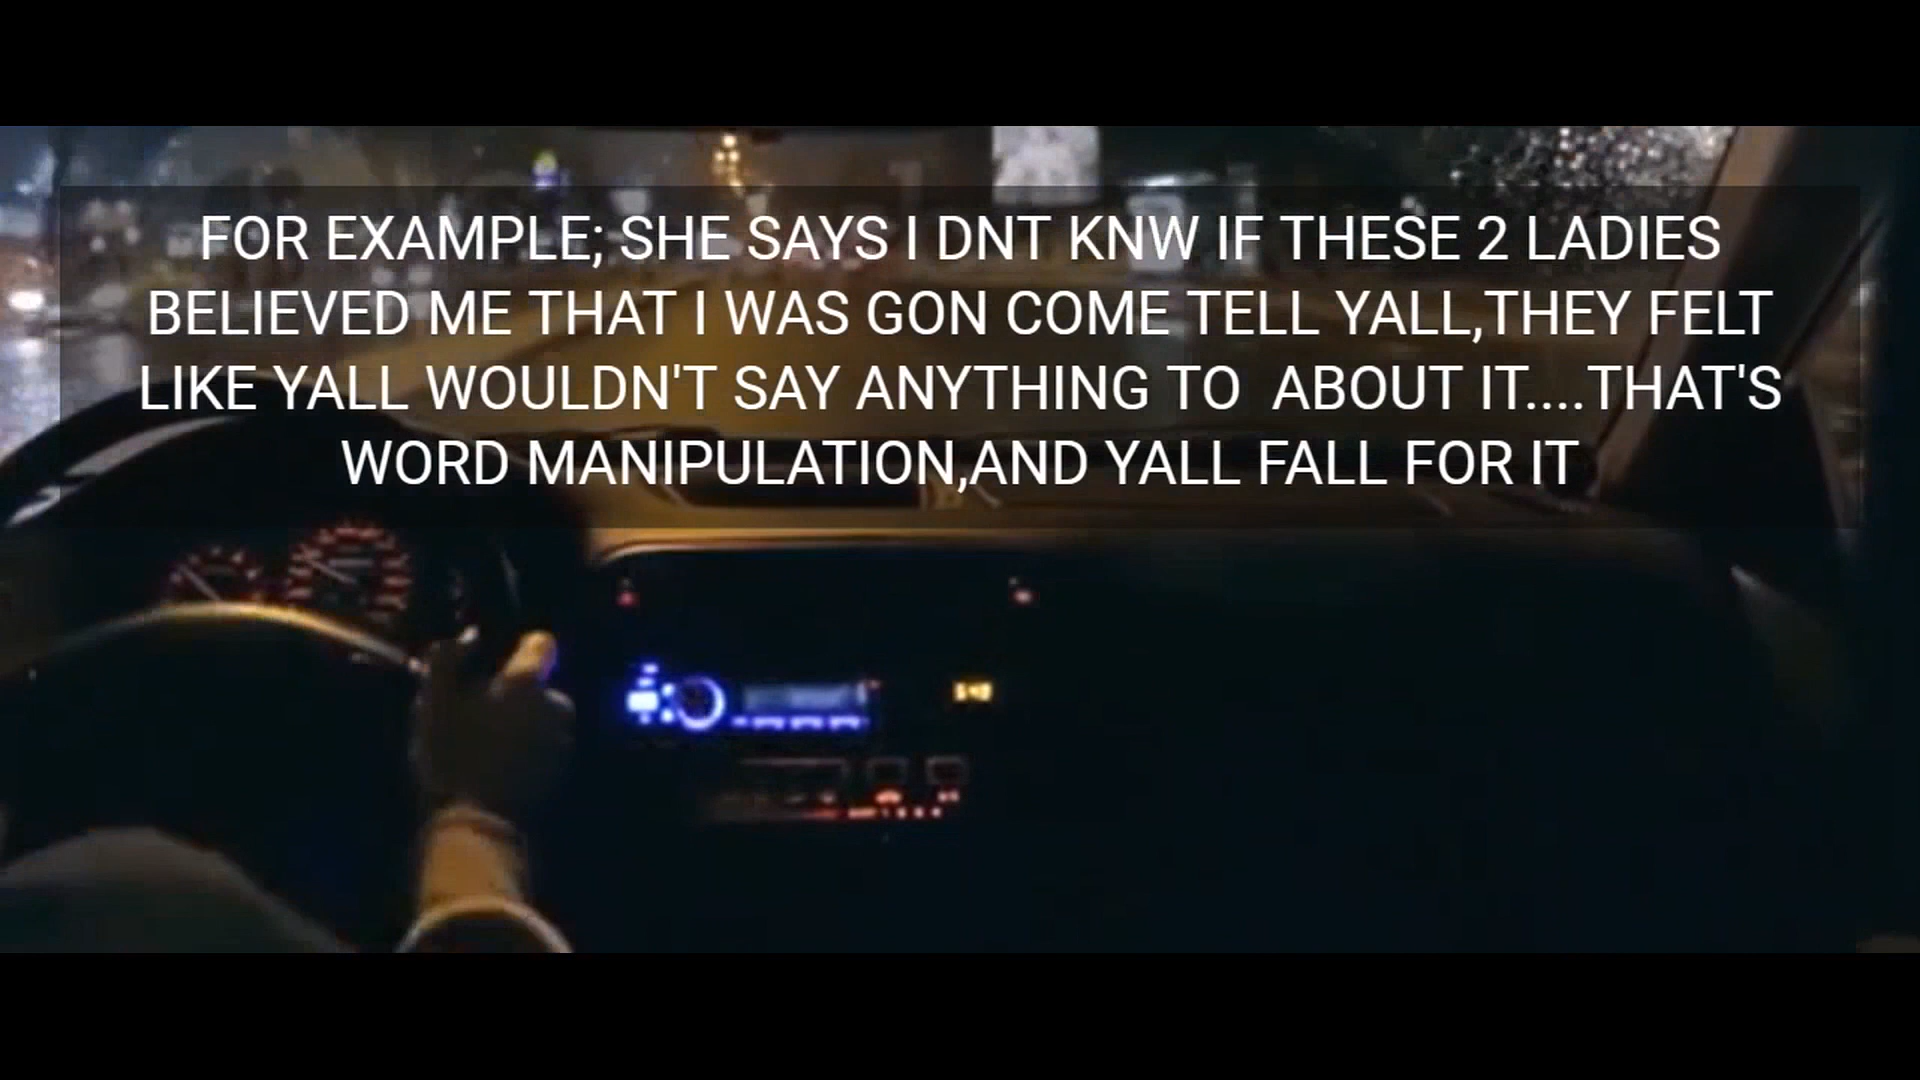 FOR EXAMPLE; SHE SAYS I DNT KNW IF THESE 2 LADIES
BELIEVED ME THAT I WAS GON COME TELL YALL,THEY FELT
LIKE YALL WOULDN'T SAY ANYTHING TO  ABOUT IT....THAT'S
WORD MANIPULATION,AND YALL FALL FOR IT